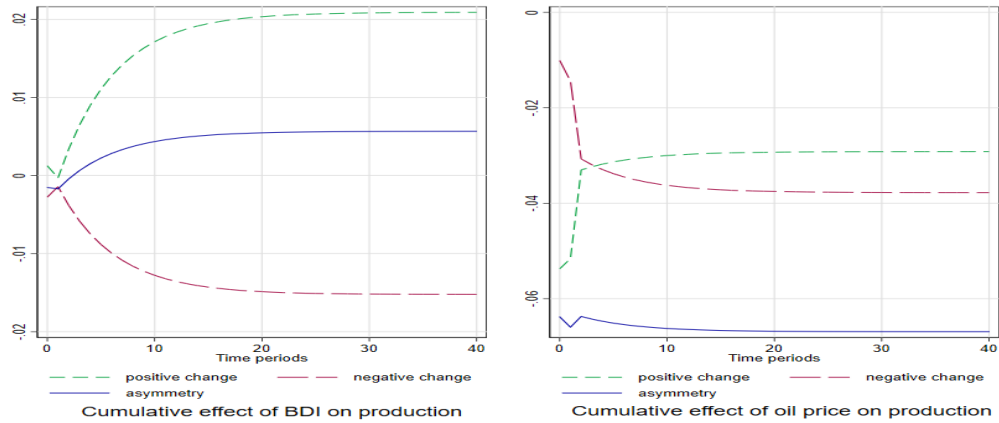 .02
.01
0
-.01
-.02
0
10
20
30
40
Time periods
positive change
negative change
asymmetry
Cumulative effect of BDI on production
0
-.02
-.04
-.06
0
10
20
30
40
Time periods
positive change
negative change
asymmetry
Cumulative effect of oil price on production